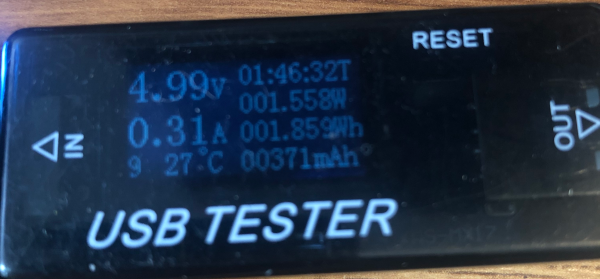 RESET
4.99V 01:46:32T
001.558W
0.31A 001.859Wh
9 27°C 00371mAh
IN
OUT
USB TESTER